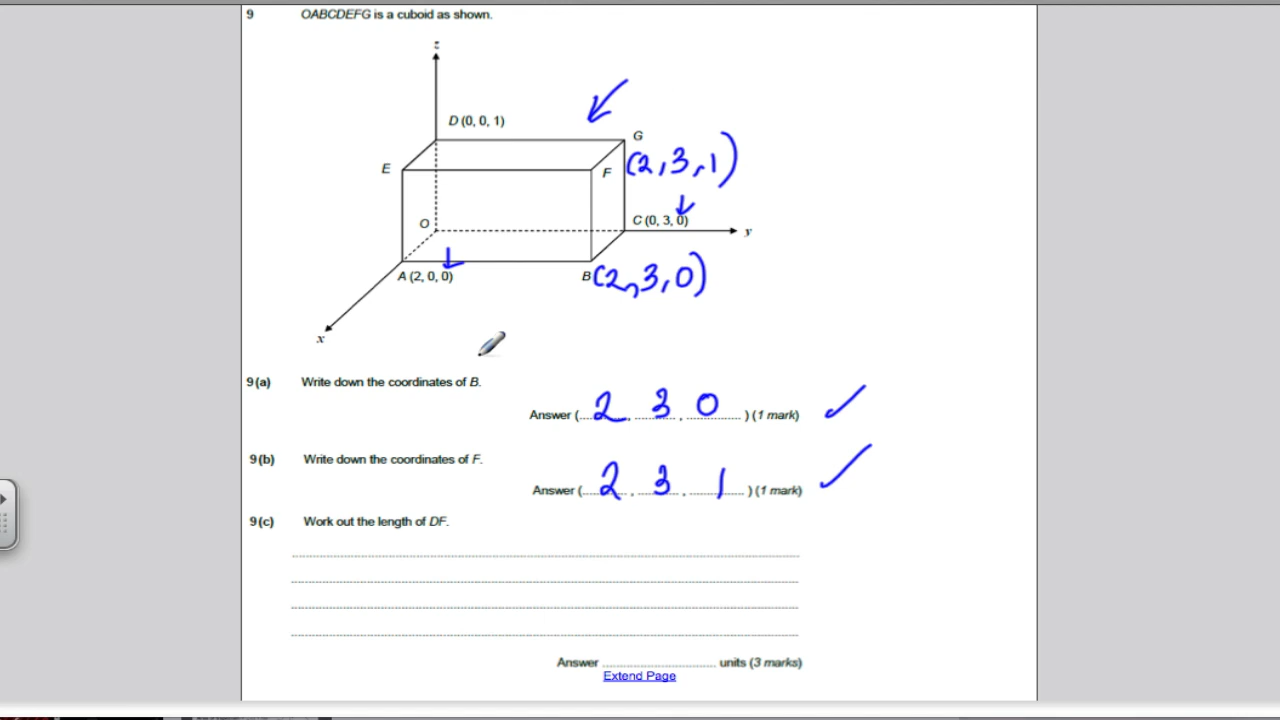 9 OABCDEFG is a cuboid as shown.
z
D (0, 0, 1)
G
E
F (2, 3, 1)
O
C (0, 3, 0)
y
A (2, 0, 0)
B (2, 3, 0)
x
9(a) Write down the coordinates of B.
Answer (....2...., ....3...., ....0....) (1 mark) ✓
9(b) Write down the coordinates of F.
Answer (....2...., ....3...., ....1....) (1 mark) ✓
9(c) Work out the length of DF.
Answer .............................. units (3 marks)
Extend Page